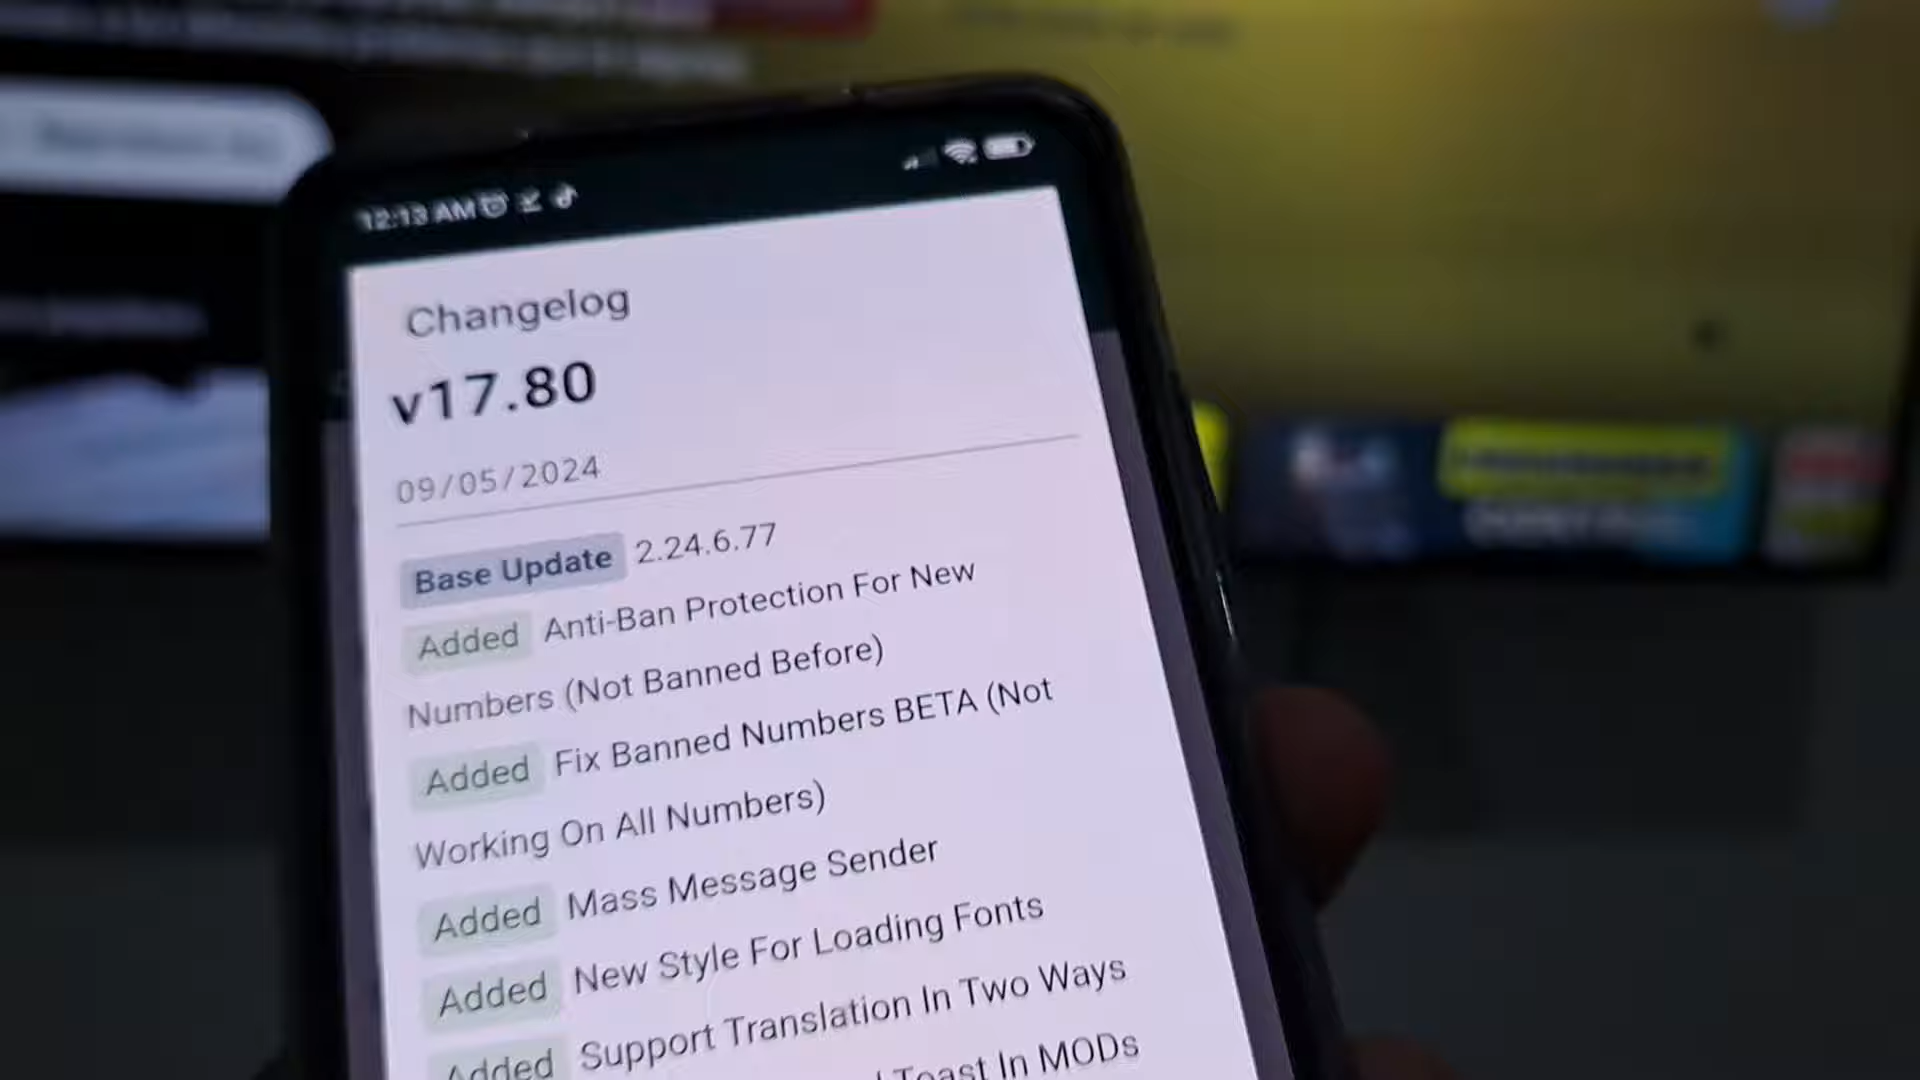 12:13 AM
Changelog
v17.80
09/05/2024
Base Update 2.24.6.77
Added Anti-Ban Protection For New
Numbers (Not Banned Before)
Added Fix Banned Numbers BETA (Not
Working On All Numbers)
Added Mass Message Sender
Added New Style For Loading Fonts
Added Support Translation In Two Ways
Toast In MODs